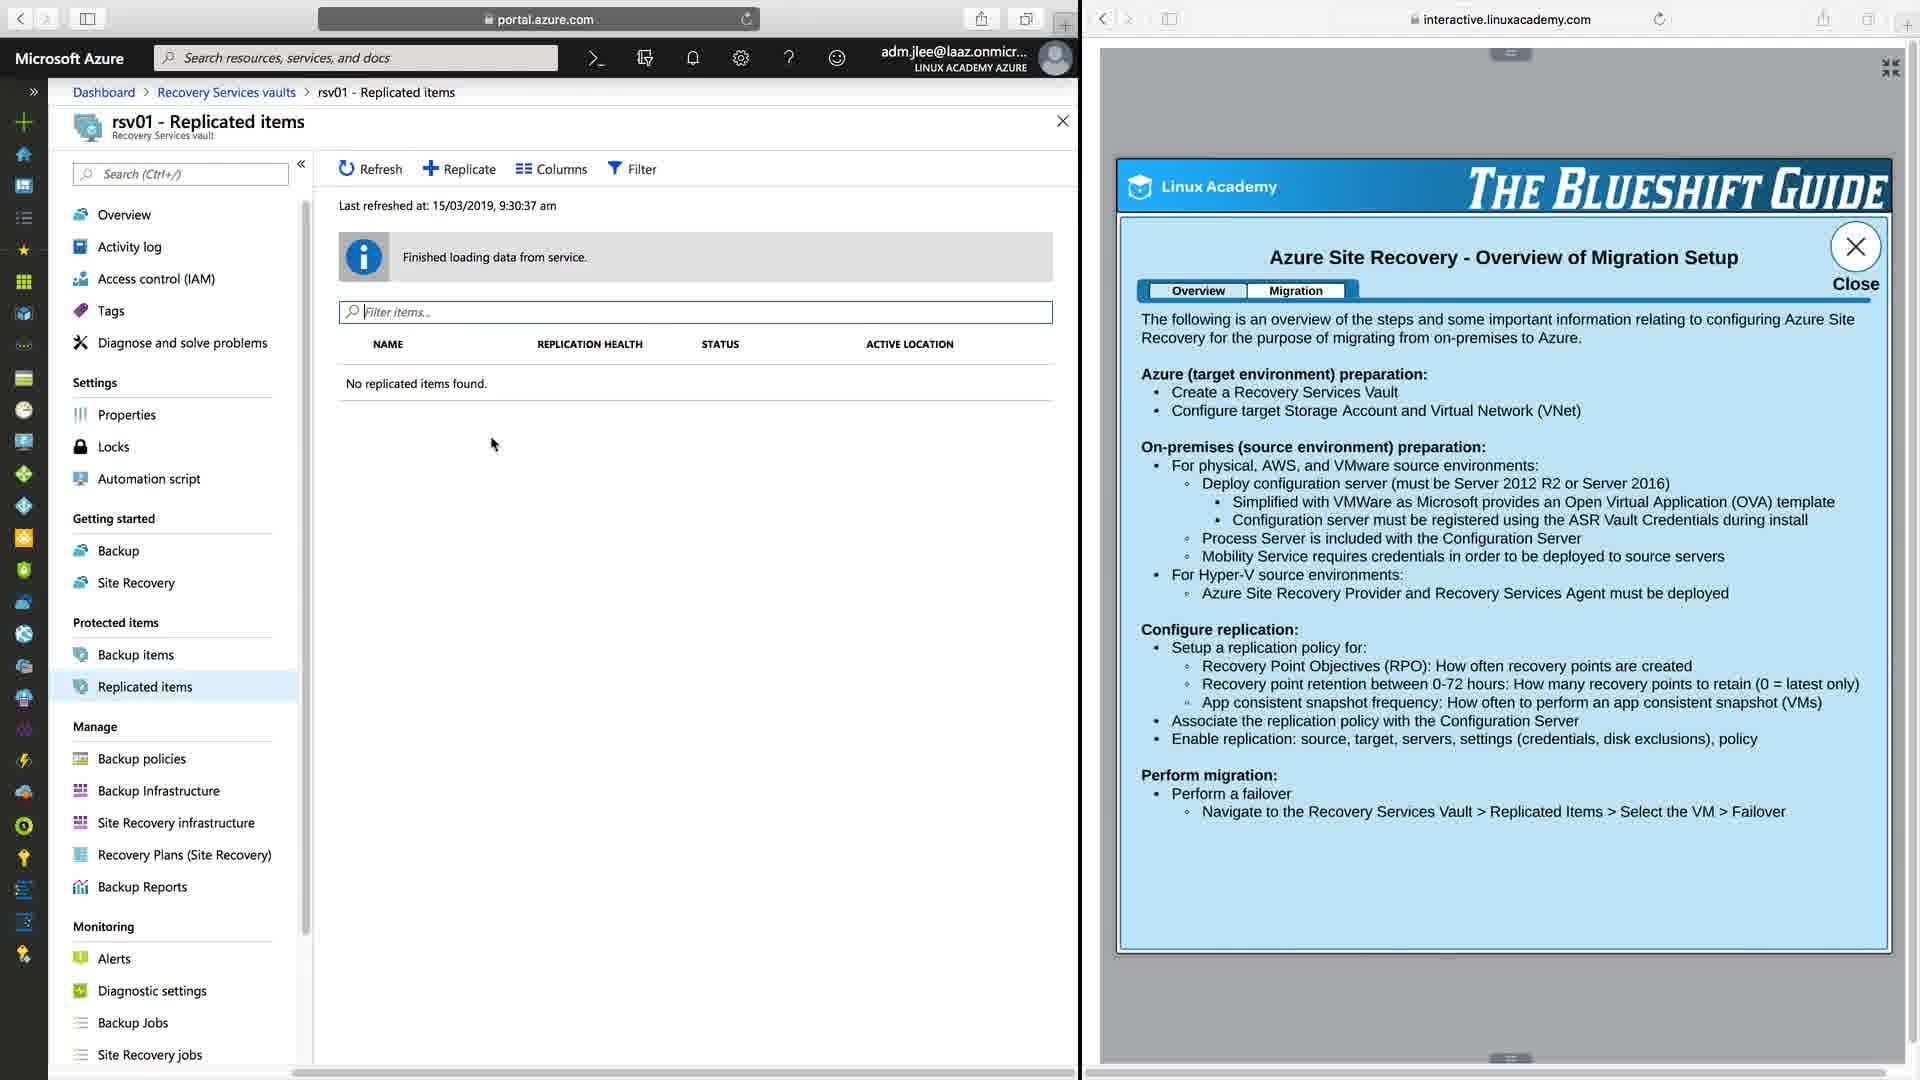 portal.azure.com
Microsoft Azure
Search resources, services, and docs
adm.jlee@laaz.onmicr...
LINUX ACADEMY AZURE
Dashboard > Recovery Services vaults > rsv01 - Replicated items
rsv01 - Replicated items
Recovery Services vault
Search (Ctrl+/)
Overview
Activity log
Access control (IAM)
Tags
Diagnose and solve problems
Settings
Properties
Locks
Automation script
Getting started
Backup
Site Recovery
Protected items
Backup items
Replicated items
Manage
Backup policies
Backup Infrastructure
Site Recovery infrastructure
Recovery Plans (Site Recovery)
Backup Reports
Monitoring
Alerts
Diagnostic settings
Backup Jobs
Site Recovery jobs
Refresh Replicate Columns Filter
Last refreshed at: 15/03/2019, 9:30:37 am
Finished loading data from service.
Filter items...
NAME REPLICATION HEALTH STATUS ACTIVE LOCATION
No replicated items found.
interactive.linuxacademy.com
Linux Academy
THE BLUESHIFT GUIDE
Azure Site Recovery - Overview of Migration Setup
Close
Overview Migration
The following is an overview of the steps and some important information relating to configuring Azure Site
Recovery for the purpose of migrating from on-premises to Azure.
Azure (target environment) preparation:
• Create a Recovery Services Vault
• Configure target Storage Account and Virtual Network (VNet)
On-premises (source environment) preparation:
• For physical, AWS, and VMware source environments:
◦ Deploy configuration server (must be Server 2012 R2 or Server 2016)
▪ Simplified with VMWare as Microsoft provides an Open Virtual Application (OVA) template
▪ Configuration server must be registered using the ASR Vault Credentials during install
◦ Process Server is included with the Configuration Server
◦ Mobility Service requires credentials in order to be deployed to source servers
• For Hyper-V source environments:
◦ Azure Site Recovery Provider and Recovery Services Agent must be deployed
Configure replication:
• Setup a replication policy for:
◦ Recovery Point Objectives (RPO): How often recovery points are created
◦ Recovery point retention between 0-72 hours: How many recovery points to retain (0 = latest only)
◦ App consistent snapshot frequency: How often to perform an app consistent snapshot (VMs)
• Associate the replication policy with the Configuration Server
• Enable replication: source, target, servers, settings (credentials, disk exclusions), policy
Perform migration:
• Perform a failover
◦ Navigate to the Recovery Services Vault > Replicated Items > Select the VM > Failover